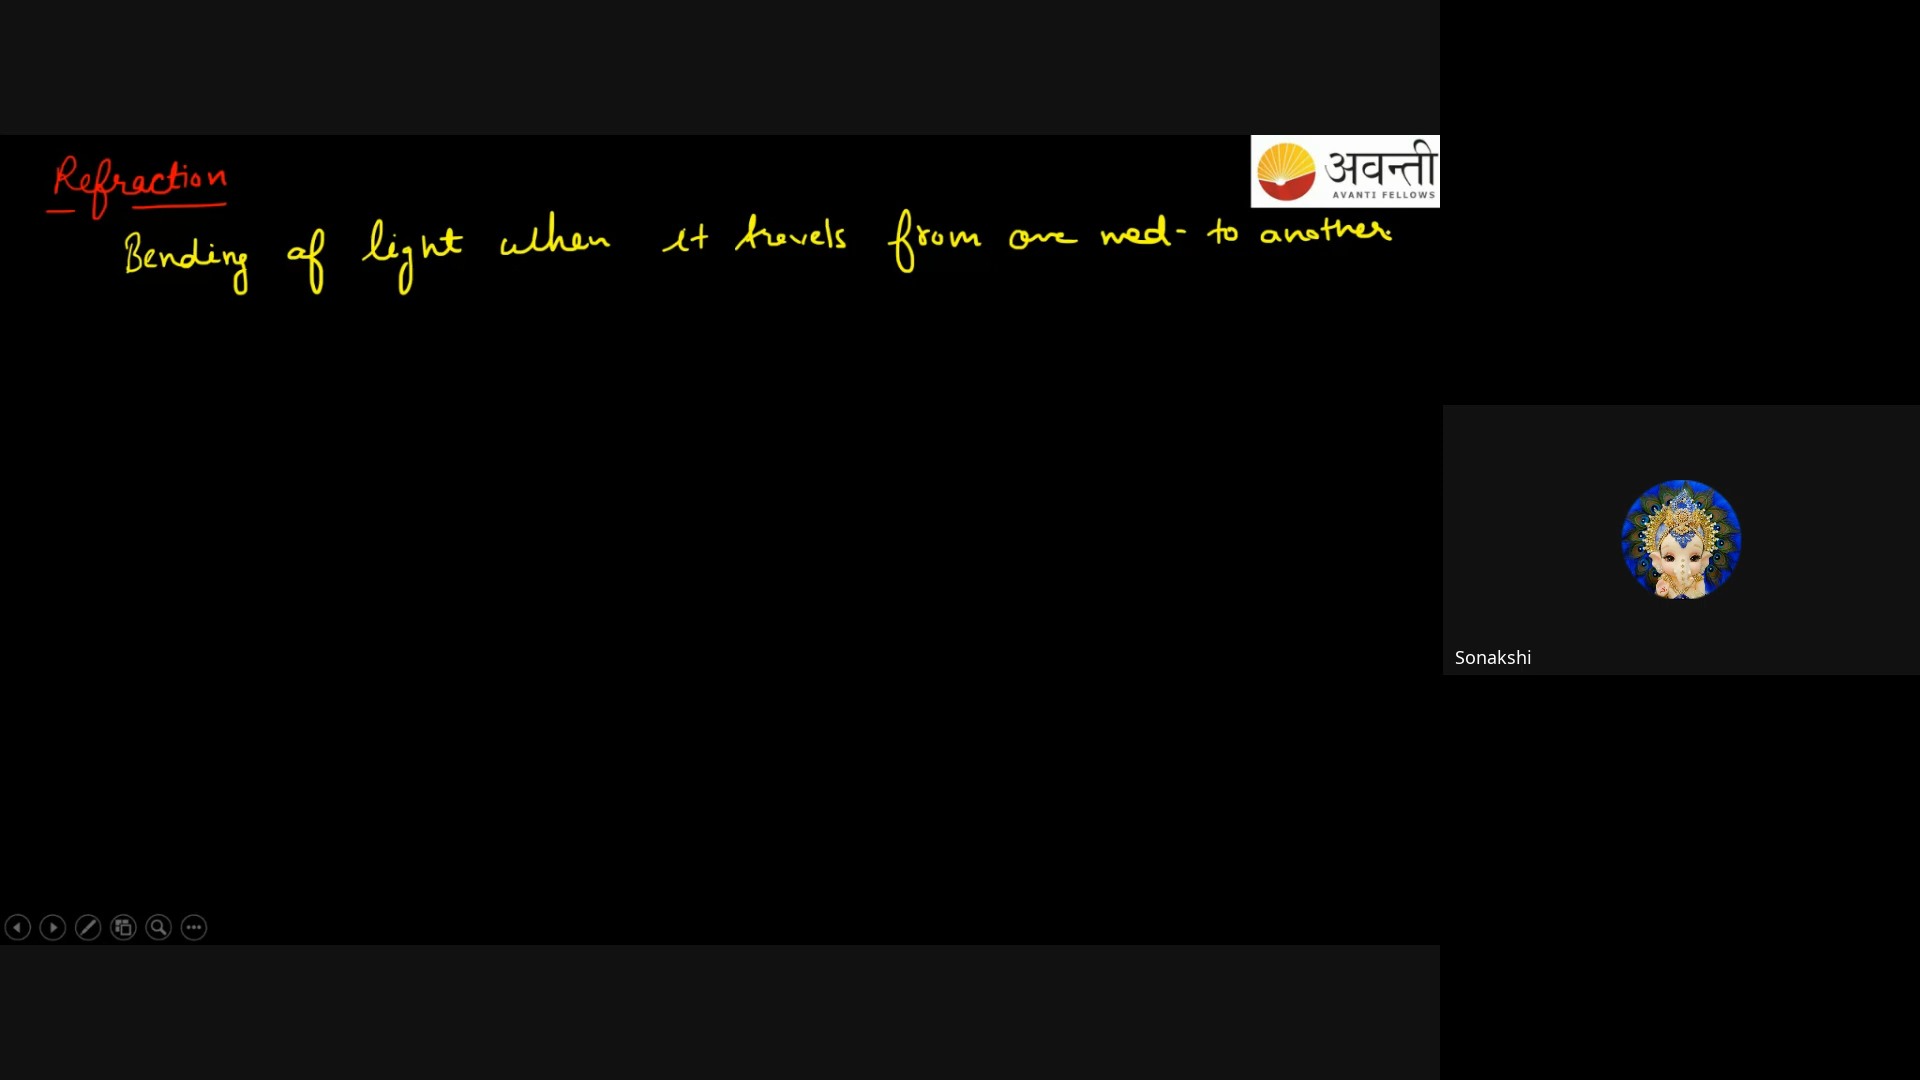 Refraction
अवन्ती
AVANTI FELLOWS
Bending of light when it travels from one med- to another.
Sonakshi